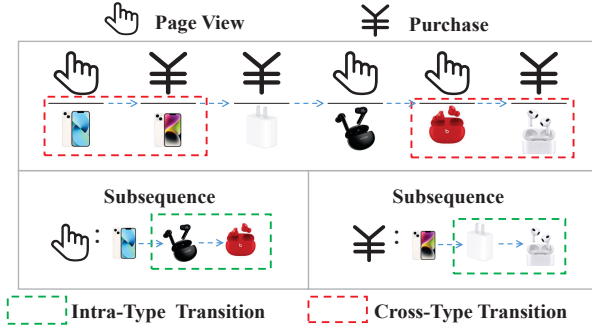 Page View
¥ Purchase
¥ ¥ ¥
Subsequence
Subsequence
:
¥ :
Intra-Type Transition
Cross-Type Transition